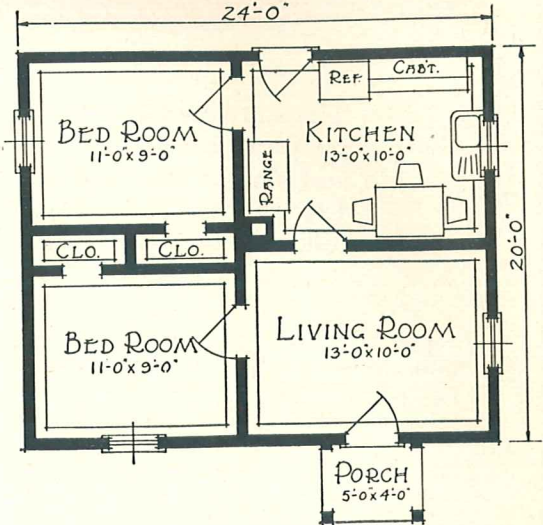 24'-0"
REF.
CAB'T.
BED ROOM
11'-0" x 9'-0"
KITCHEN
13'-0" x 10'-0"
RANGE
CLO.
CLO.
20'-0"
BED ROOM
11'-0" x 9'-0"
LIVING ROOM
13'-0" x 10'-0"
PORCH
5'-0" x 4'-0"